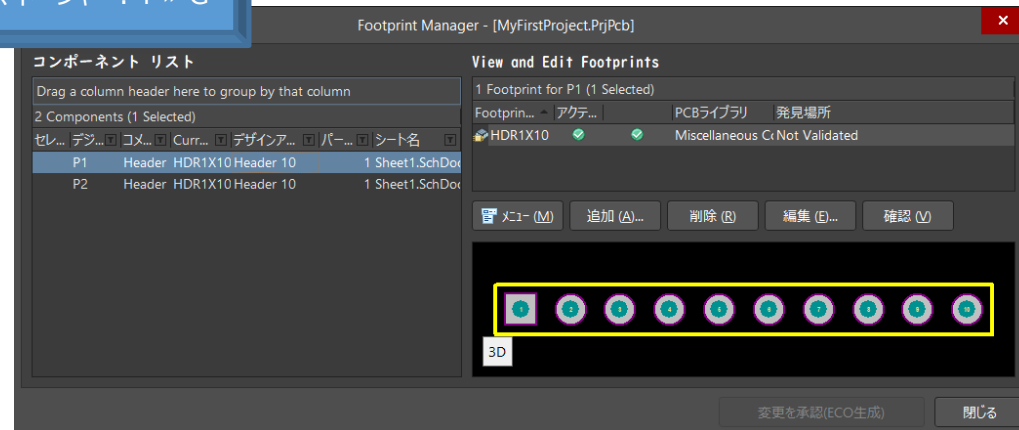 Footprint Manager - [MyFirstProject.PrjPcb]
コンポーネント リスト
Drag a column header here to group by that column
2 Components (1 Selected)
セレ... デジ... コメ... Curr... デザインア... パー... シート名
P1 Header HDR1X10 Header 10 1 Sheet1.SchDoc
P2 Header HDR1X10 Header 10 1 Sheet1.SchDoc
View and Edit Footprints
1 Footprint for P1 (1 Selected)
Footprin... アクテ... PCBライブラリ 発見場所
HDR1X10 Miscellaneous Cc Not Validated
メニュー (M) 追加 (A)... 削除 (R) 編集 (E)... 確認 (V)
1 2 3 4 5 6 7 8 9 10
3D
変更を承認(ECO生成) 閉じる